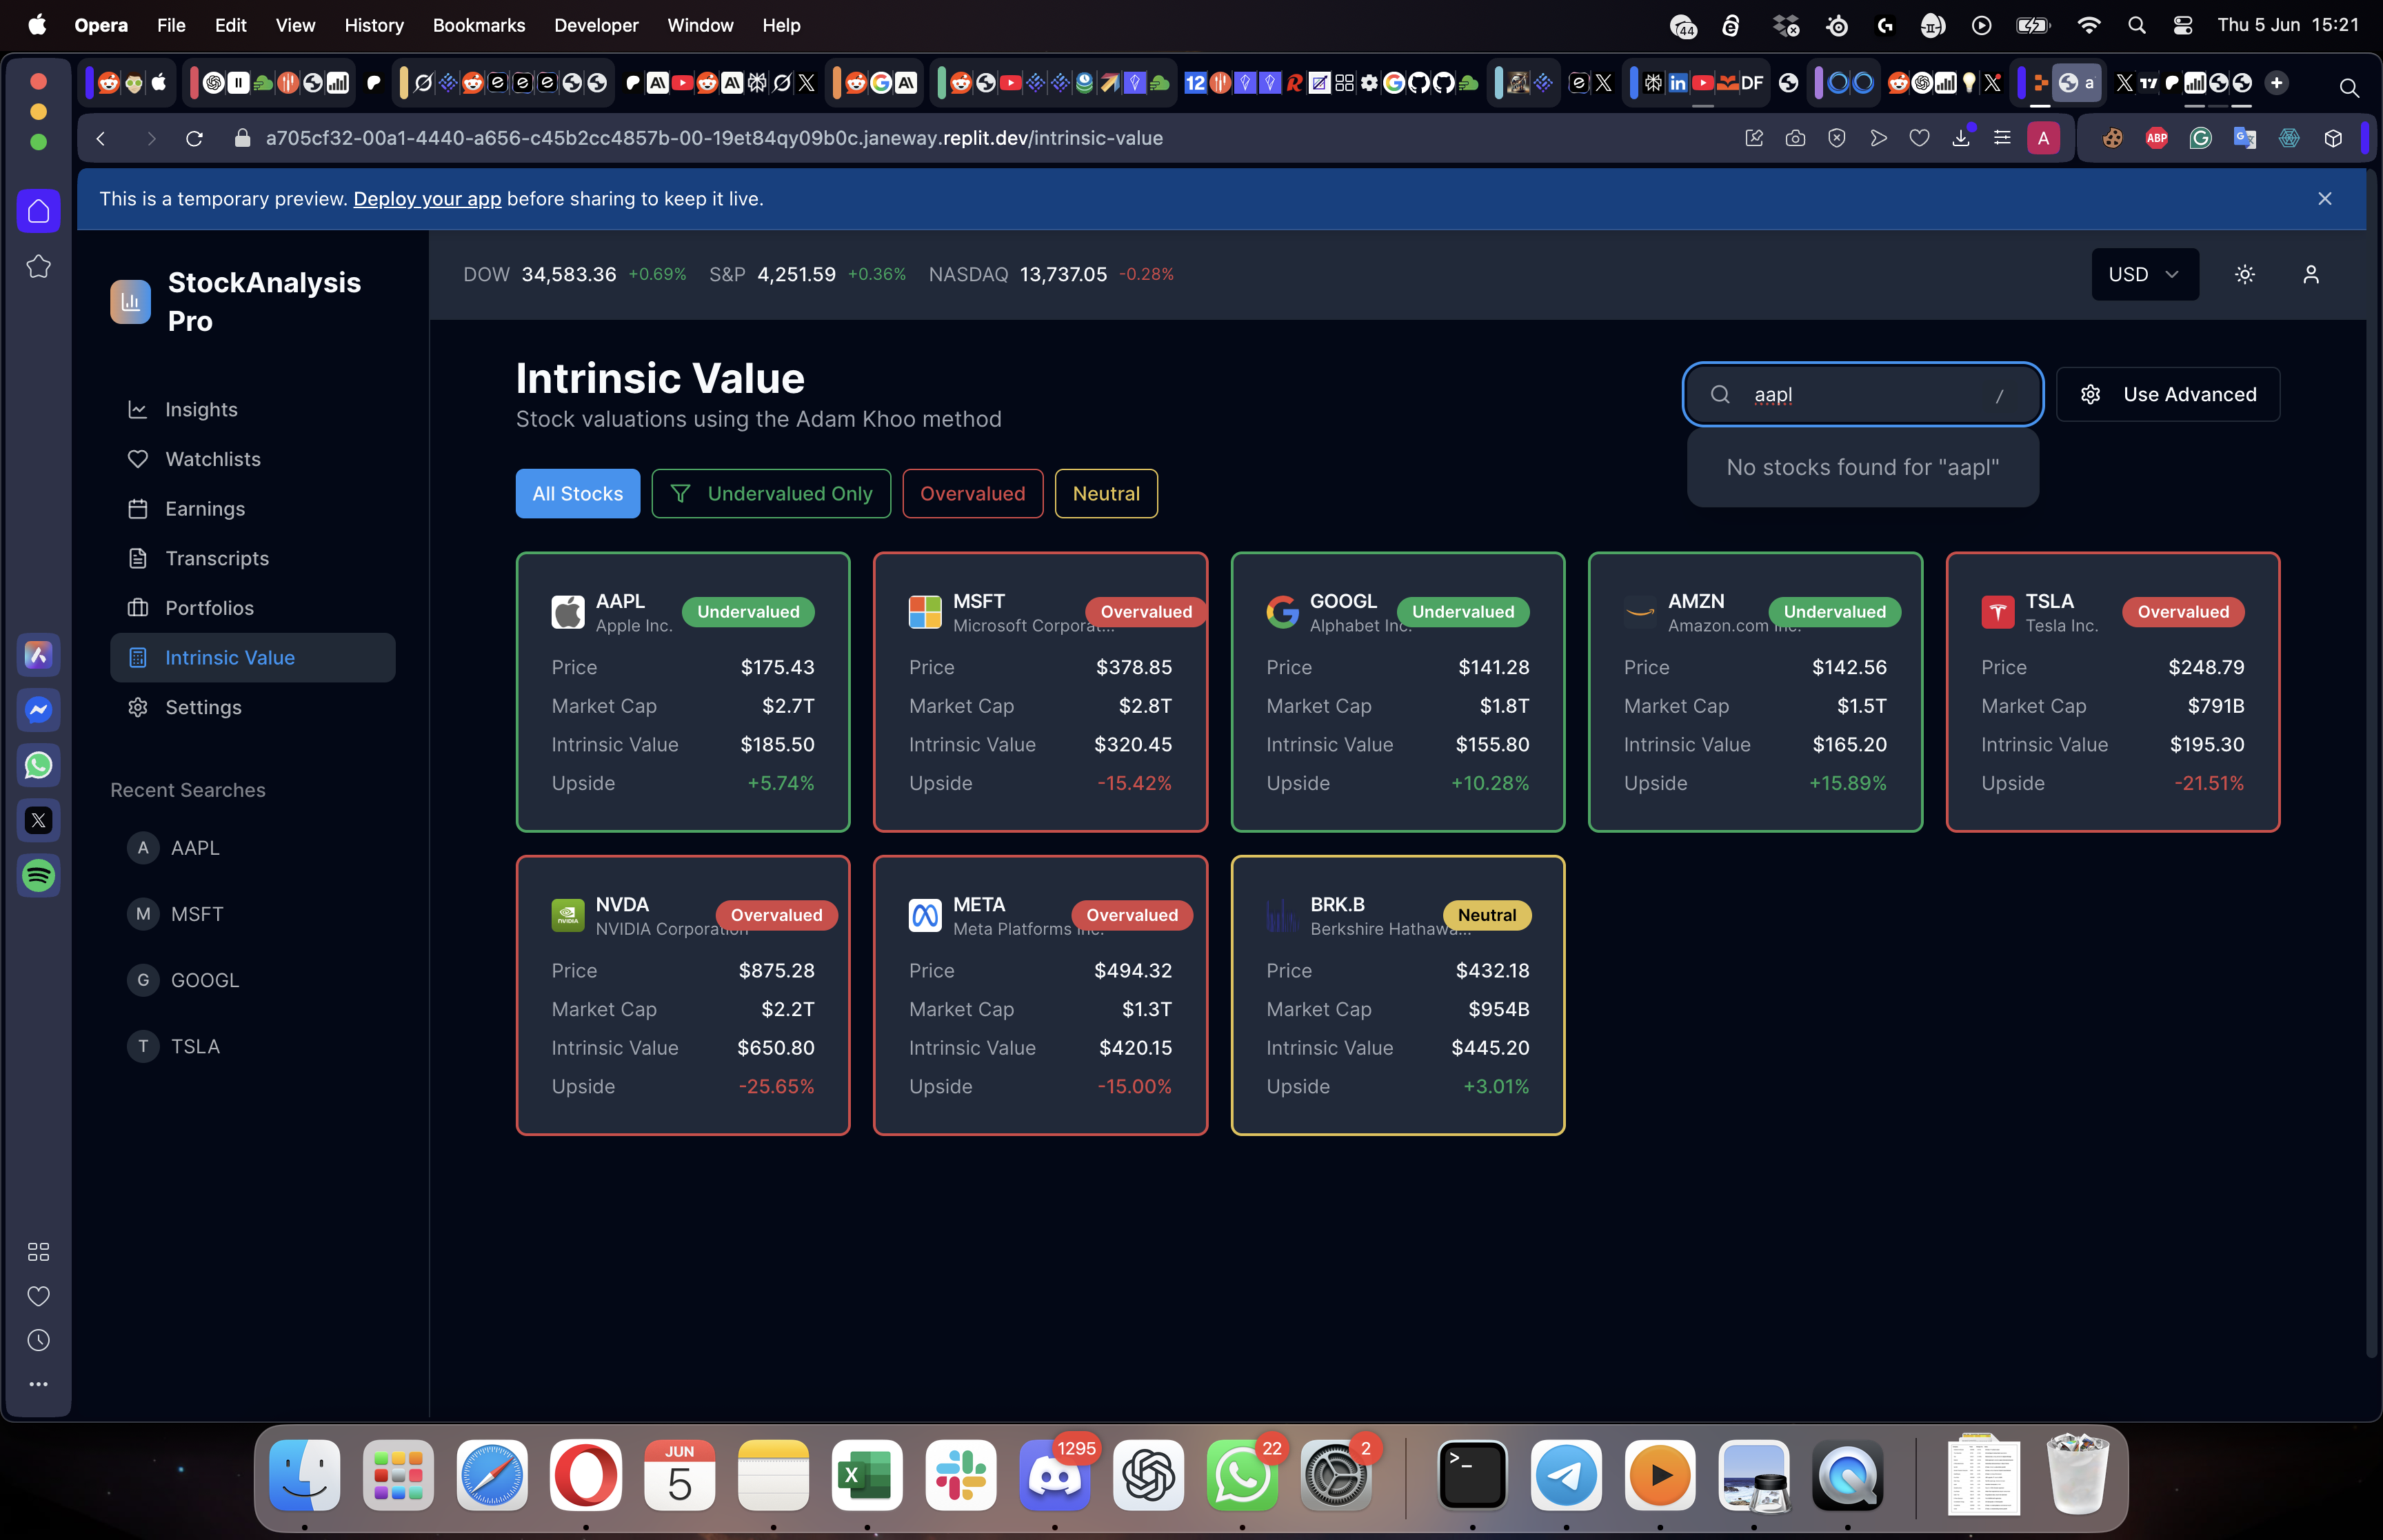 Opera File Edit View History Bookmarks Developer Window Help
44
Thu 5 Jun 15:21
12
DF
a
a705cf32-00a1-4440-a656-c45b2cc4857b-00-19et84qy09b0c.janeway.replit.dev/intrinsic-value
A
ABP
This is a temporary preview. Deploy your app before sharing to keep it live.
StockAnalysis
Pro
DOW 34,583.36 +0.69% S&P 4,251.59 +0.36% NASDAQ 13,737.05 -0.28%
USD
Insights
Watchlists
Earnings
Transcripts
Portfolios
Intrinsic Value
Settings
Recent Searches
A AAPL
M MSFT
G GOOGL
T TSLA
Intrinsic Value
Stock valuations using the Adam Khoo method
aapl /
Use Advanced
No stocks found for "aapl"
All Stocks
Undervalued Only
Overvalued
Neutral
AAPL
Apple Inc.
Undervalued
Price $175.43
Market Cap $2.7T
Intrinsic Value $185.50
Upside +5.74%
MSFT
Microsoft Corporat...
Overvalued
Price $378.85
Market Cap $2.8T
Intrinsic Value $320.45
Upside -15.42%
GOOGL
Alphabet Inc.
Undervalued
Price $141.28
Market Cap $1.8T
Intrinsic Value $155.80
Upside +10.28%
AMZN
Amazon.com Inc.
Undervalued
Price $142.56
Market Cap $1.5T
Intrinsic Value $165.20
Upside +15.89%
TSLA
Tesla Inc.
Overvalued
Price $248.79
Market Cap $791B
Intrinsic Value $195.30
Upside -21.51%
NVDA
NVIDIA Corporation
Overvalued
Price $875.28
Market Cap $2.2T
Intrinsic Value $650.80
Upside -25.65%
META
Meta Platforms Inc.
Overvalued
Price $494.32
Market Cap $1.3T
Intrinsic Value $420.15
Upside -15.00%
BRK.B
Berkshire Hathawa...
Neutral
Price $432.18
Market Cap $954B
Intrinsic Value $445.20
Upside +3.01%
JUN
5
1295
22
2